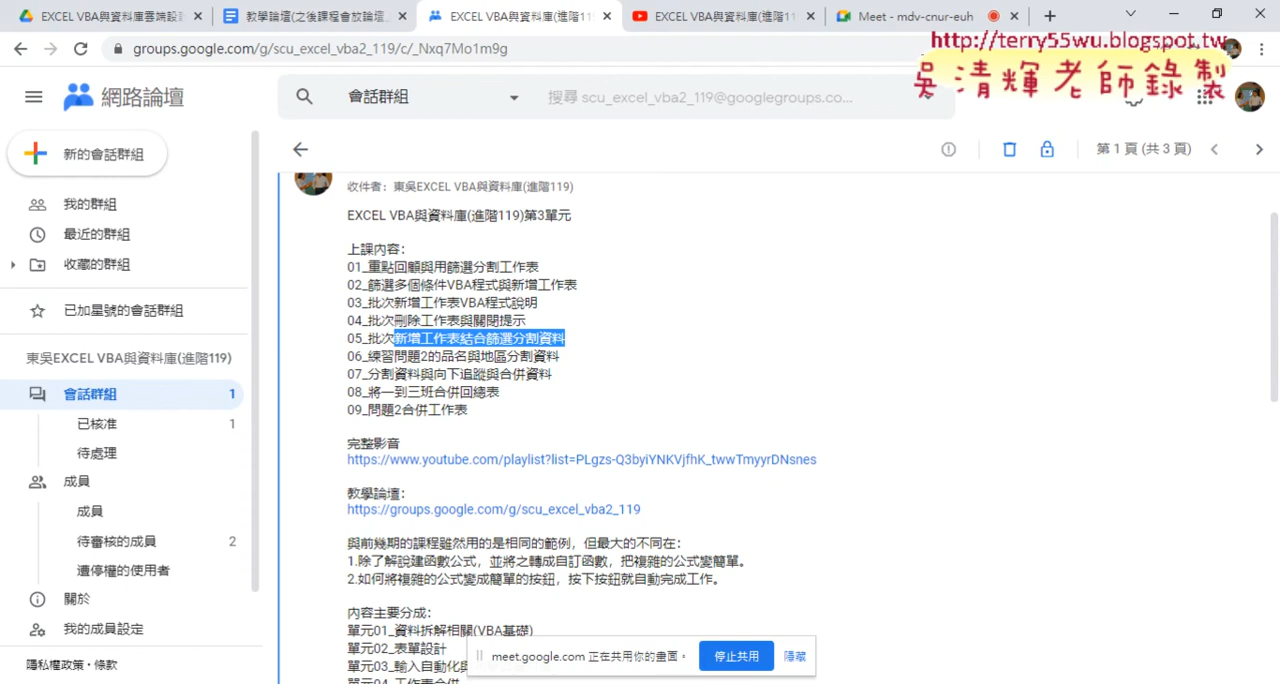 EXCEL VBA與資料庫雲端設
教學論壇(之後課程會放論壇
EXCEL VBA與資料庫(進階11
EXCEL VBA與資料庫(進階11
Meet - mdv-cnur-euh
groups.google.com/g/scu_excel_vba2_119/c/_Nxq7Mo1m9g
http://terry55wu.blogspot.tw
吳清輝老師錄製
網路論壇
會話群組
搜尋 scu_excel_vba2_119@googlegroups.co...
新的會話群組
第 1 頁 (共 3 頁)
我的群組
最近的群組
收藏的群組
已加星號的會話群組
東吳EXCEL VBA與資料庫(進階119)
會話群組 1
已核准 1
待處理
成員
成員
待審核的成員 2
遭停權的使用者
關於
我的成員設定
隱私權政策・條款
收件者: 東吳EXCEL VBA與資料庫(進階119)
EXCEL VBA與資料庫(進階119)第3單元
上課內容:
01_重點回顧與用篩選分割工作表
02_篩選多個條件VBA程式與新增工作表
03_批次新增工作表VBA程式說明
04_批次刪除工作表與關閉提示
05_批次新增工作表結合篩選分割資料
06_練習問題2的品名與地區分割資料
07_分割資料與向下追蹤與合併資料
08_將一到三班合併回總表
09_問題2合併工作表
完整影音
https://www.youtube.com/playlist?list=PLgzs-Q3byiYNKVjfhK_twwTmyyrDNsnes
教學論壇:
https://groups.google.com/g/scu_excel_vba2_119
與前幾期的課程雖然用的是相同的範例，但最大的不同在:
1.除了解說建函數公式，並將之轉成自訂函數，把複雜的公式變簡單。
2.如何將複雜的公式變成簡單的按鈕，按下按鈕就自動完成工作。
內容主要分成:
單元01_資料拆解相關(VBA基礎)
單元02_表單設計
單元03_輸入自動化與
單元04_工作表合併
meet.google.com 正在共用你的畫面。
停止共用
隱藏